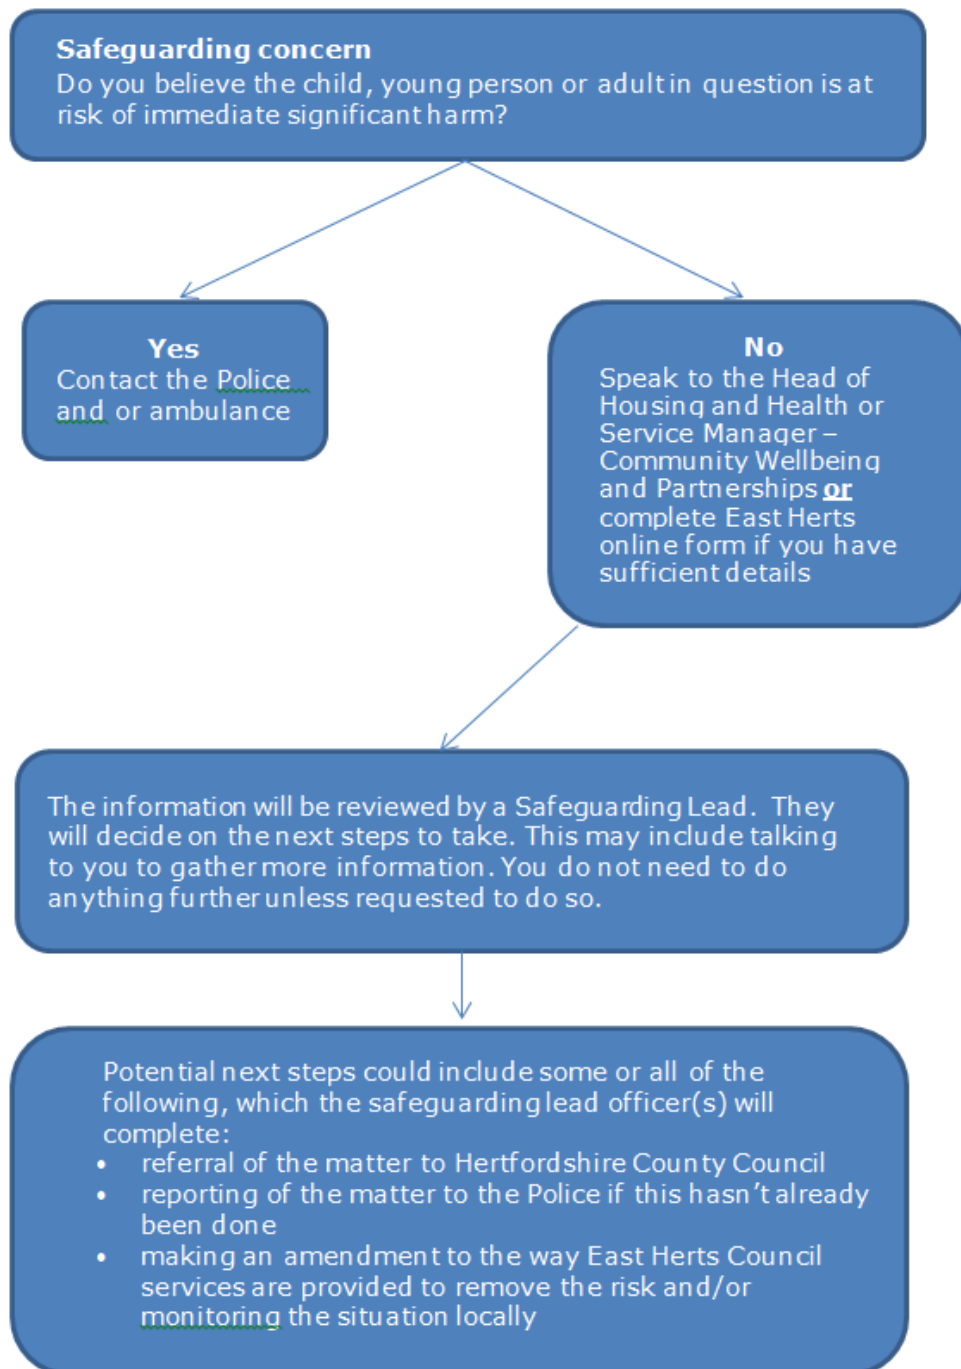 Safeguarding concern
Do you believe the child, young person or adult in question is at
risk of immediate significant harm?
Yes
Contact the Police
and or ambulance
No
Speak to the Head of
Housing and Health or
Service Manager –
Community Wellbeing
and Partnerships or
complete East Herts
online form if you have
sufficient details
The information will be reviewed by a Safeguarding Lead. They
will decide on the next steps to take. This may include talking
to you to gather more information. You do not need to do
anything further unless requested to do so.
Potential next steps could include some or all of the
following, which the safeguarding lead officer(s) will
complete:
• referral of the matter to Hertfordshire County Council
• reporting of the matter to the Police if this hasn’t already
been done
• making an amendment to the way East Herts Council
services are provided to remove the risk and/or
monitoring the situation locally